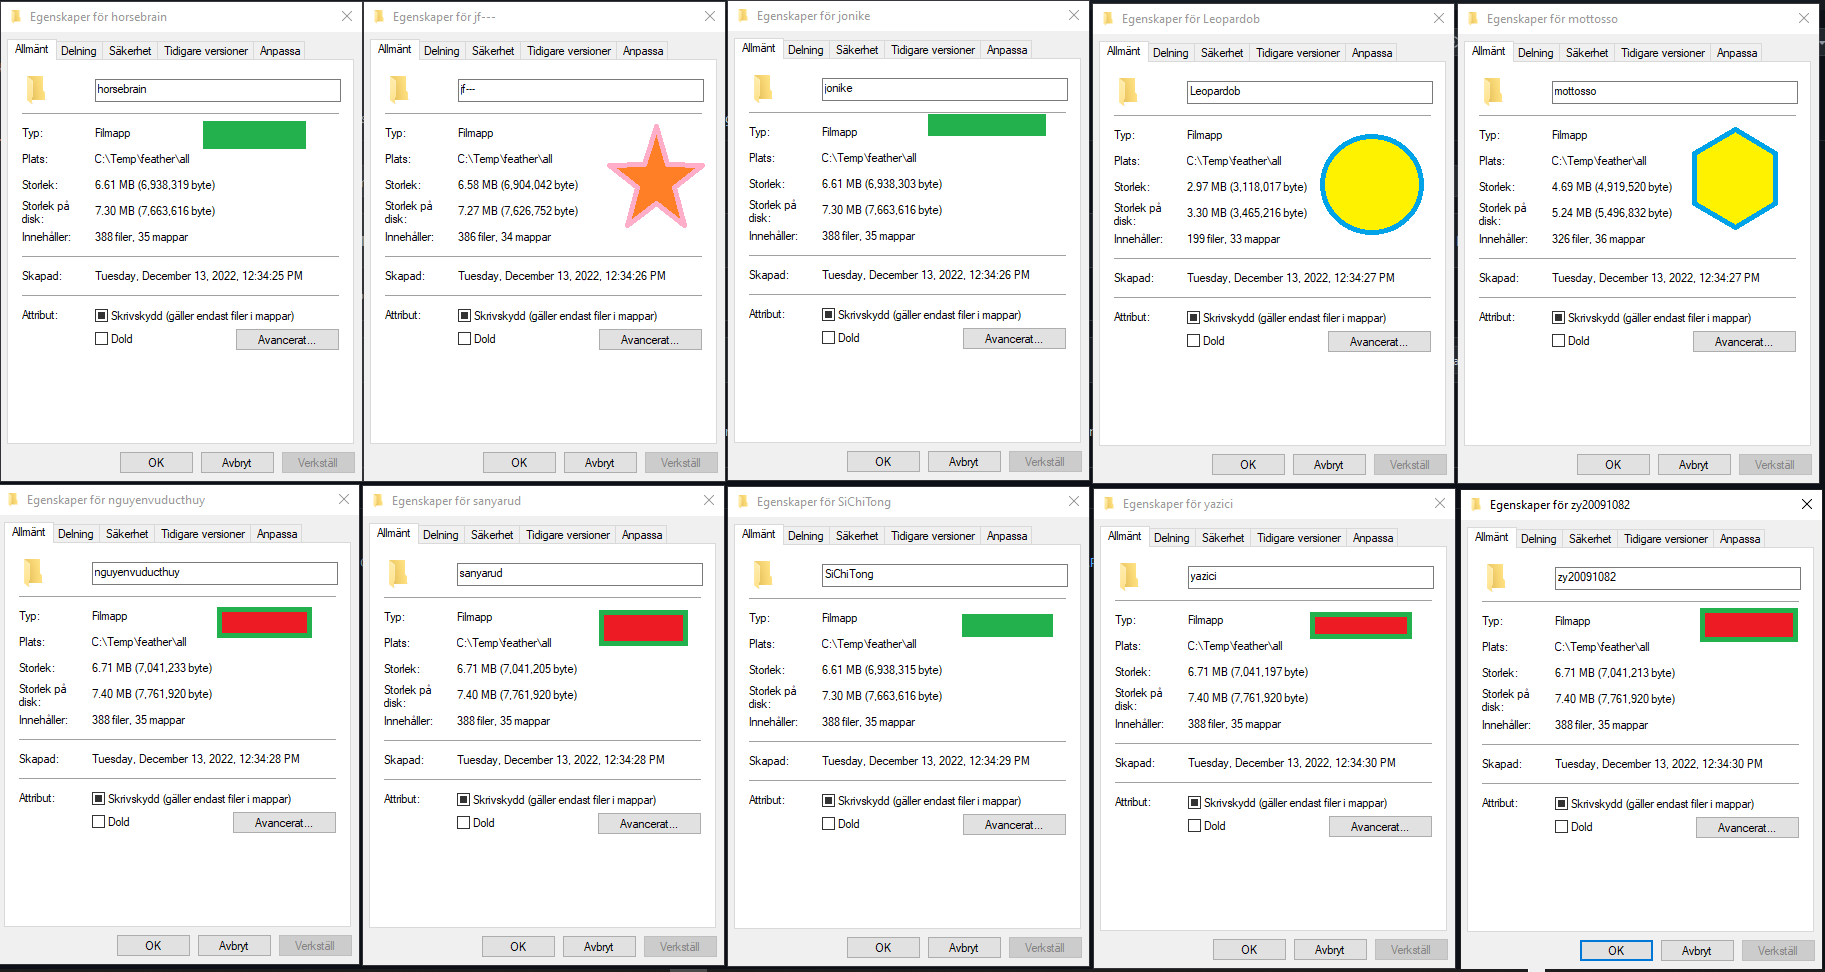 Egenskaper för horsebrain
Allmänt Delning Säkerhet Tidigare versioner Anpassa
horsebrain
Typ: Filmapp
Plats: C:\Temp\feather\all
Storlek: 6.61 MB (6,938,319 byte)
Storlek på disk: 7.30 MB (7,663,616 byte)
Innehåller: 388 filer, 35 mappar
Skapad: Tuesday, December 13, 2022, 12:34:25 PM
Attribut: Skrivskydd (gäller endast filer i mappar)
Dold Avancerat...
OK Avbryt Verkställ
Egenskaper för jf---
Allmänt Delning Säkerhet Tidigare versioner Anpassa
jf---
Typ: Filmapp
Plats: C:\Temp\feather\all
Storlek: 6.58 MB (6,904,042 byte)
Storlek på disk: 7.27 MB (7,626,752 byte)
Innehåller: 386 filer, 34 mappar
Skapad: Tuesday, December 13, 2022, 12:34:26 PM
Attribut: Skrivskydd (gäller endast filer i mappar)
Dold Avancerat...
OK Avbryt Verkställ
Egenskaper för jonike
Allmänt Delning Säkerhet Tidigare versioner Anpassa
jonike
Typ: Filmapp
Plats: C:\Temp\feather\all
Storlek: 6.61 MB (6,938,303 byte)
Storlek på disk: 7.30 MB (7,663,616 byte)
Innehåller: 388 filer, 35 mappar
Skapad: Tuesday, December 13, 2022, 12:34:26 PM
Attribut: Skrivskydd (gäller endast filer i mappar)
Dold Avancerat...
OK Avbryt Verkställ
Egenskaper för Leopardob
Allmänt Delning Säkerhet Tidigare versioner Anpassa
Leopardob
Typ: Filmapp
Plats: C:\Temp\feather\all
Storlek: 2.97 MB (3,118,017 byte)
Storlek på disk: 3.30 MB (3,465,216 byte)
Innehåller: 199 filer, 33 mappar
Skapad: Tuesday, December 13, 2022, 12:34:27 PM
Attribut: Skrivskydd (gäller endast filer i mappar)
Dold Avancerat...
OK Avbryt Verkställ
Egenskaper för mottosso
Allmänt Delning Säkerhet Tidigare versioner Anpassa
mottosso
Typ: Filmapp
Plats: C:\Temp\feather\all
Storlek: 4.69 MB (4,919,520 byte)
Storlek på disk: 5.24 MB (5,496,832 byte)
Innehåller: 326 filer, 36 mappar
Skapad: Tuesday, December 13, 2022, 12:34:27 PM
Attribut: Skrivskydd (gäller endast filer i mappar)
Dold Avancerat...
OK Avbryt Verkställ
Egenskaper för nguyenvuducthuy
Allmänt Delning Säkerhet Tidigare versioner Anpassa
nguyenvuducthuy
Typ: Filmapp
Plats: C:\Temp\feather\all
Storlek: 6.71 MB (7,041,233 byte)
Storlek på disk: 7.40 MB (7,761,920 byte)
Innehåller: 388 filer, 35 mappar
Skapad: Tuesday, December 13, 2022, 12:34:28 PM
Attribut: Skrivskydd (gäller endast filer i mappar)
Dold Avancerat...
OK Avbryt Verkställ
Egenskaper för sanyarud
Allmänt Delning Säkerhet Tidigare versioner Anpassa
sanyarud
Typ: Filmapp
Plats: C:\Temp\feather\all
Storlek: 6.71 MB (7,041,205 byte)
Storlek på disk: 7.40 MB (7,761,920 byte)
Innehåller: 388 filer, 35 mappar
Skapad: Tuesday, December 13, 2022, 12:34:28 PM
Attribut: Skrivskydd (gäller endast filer i mappar)
Dold Avancerat...
OK Avbryt Verkställ
Egenskaper för SiChiTong
Allmänt Delning Säkerhet Tidigare versioner Anpassa
SiChiTong
Typ: Filmapp
Plats: C:\Temp\feather\all
Storlek: 6.61 MB (6,938,315 byte)
Storlek på disk: 7.30 MB (7,663,616 byte)
Innehåller: 388 filer, 35 mappar
Skapad: Tuesday, December 13, 2022, 12:34:29 PM
Attribut: Skrivskydd (gäller endast filer i mappar)
Dold Avancerat...
OK Avbryt Verkställ
Egenskaper för yazici
Allmänt Delning Säkerhet Tidigare versioner Anpassa
yazici
Typ: Filmapp
Plats: C:\Temp\feather\all
Storlek: 6.71 MB (7,041,197 byte)
Storlek på disk: 7.40 MB (7,761,920 byte)
Innehåller: 388 filer, 35 mappar
Skapad: Tuesday, December 13, 2022, 12:34:30 PM
Attribut: Skrivskydd (gäller endast filer i mappar)
Dold Avancerat...
OK Avbryt Verkställ
Egenskaper för zy20091082
Allmänt Delning Säkerhet Tidigare versioner Anpassa
zy20091082
Typ: Filmapp
Plats: C:\Temp\feather\all
Storlek: 6.71 MB (7,041,213 byte)
Storlek på disk: 7.40 MB (7,761,920 byte)
Innehåller: 388 filer, 35 mappar
Skapad: Tuesday, December 13, 2022, 12:34:30 PM
Attribut: Skrivskydd (gäller endast filer i mappar)
Dold Avancerat...
OK Avbryt Verkställ